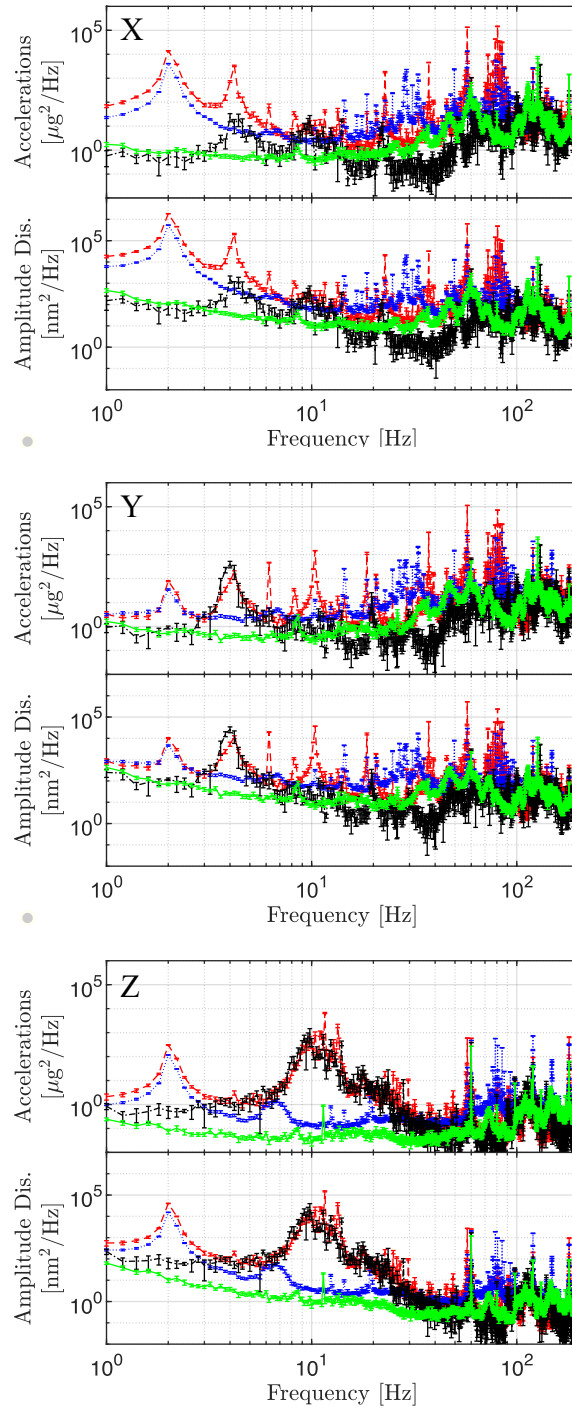 X
10^5
10^0
Accelerations
[μg^2/Hz]
10^5
10^0
Amplitude Dis.
[nm^2/Hz]
10^0 10^1 10^2
Frequency [Hz]
Y
10^5
10^0
Accelerations
[μg^2/Hz]
10^5
10^0
Amplitude Dis.
[nm^2/Hz]
10^0 10^1 10^2
Frequency [Hz]
Z
10^5
10^0
Accelerations
[μg^2/Hz]
10^5
10^0
Amplitude Dis.
[nm^2/Hz]
10^0 10^1 10^2
Frequency [Hz]